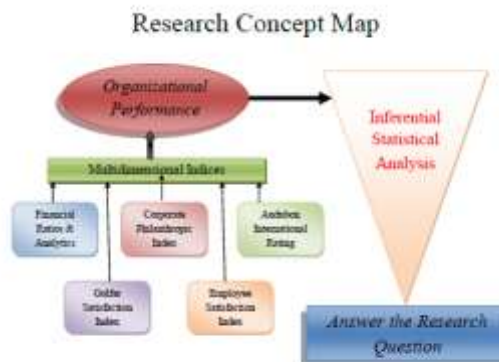 Research Concept Map
Organizational
Performance
Inferential
Statistical
Analysis
Multidimensional Indices
Financial
Ratios &
Analytics
Corporate
Philanthropic
Index
Audubon
International
Rating
Golfer
Satisfaction
Index
Employee
Satisfaction
Index
Answer the Research
Question